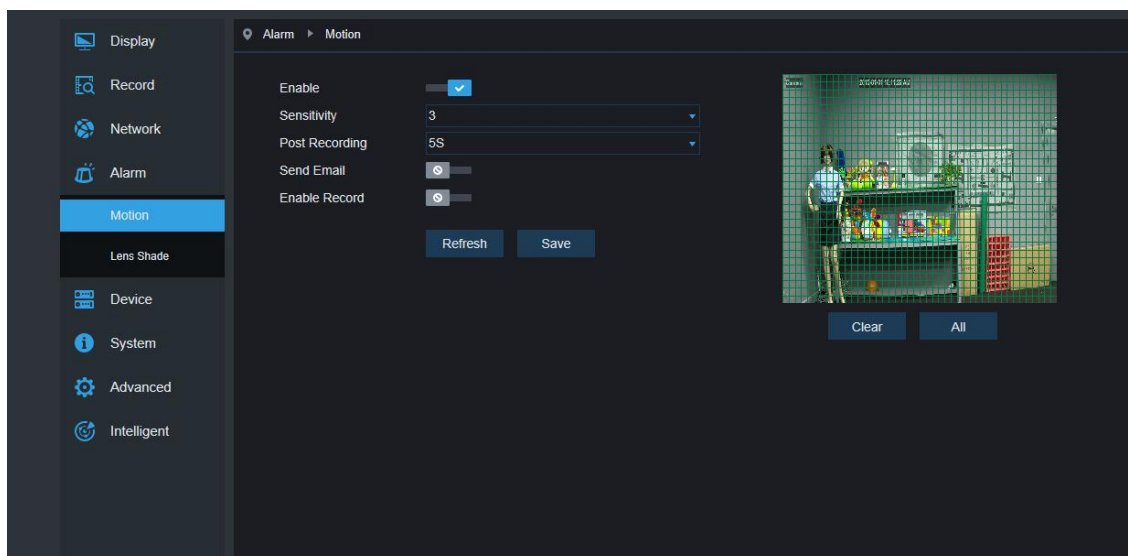 Display
Record
Network
Alarm
Motion
Lens Shade
Device
System
Advanced
Intelligent
Alarm Motion
Enable
Sensitivity 3
Post Recording 5S
Send Email
Enable Record
Refresh Save
Clear All